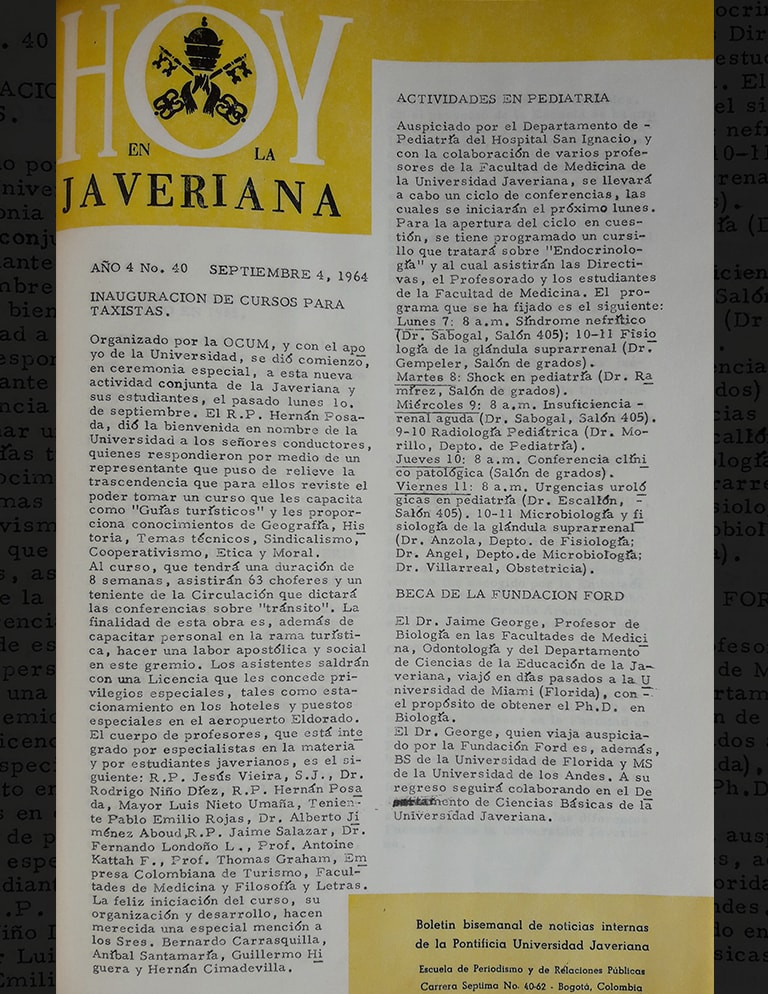 HOY
EN LA
JAVERIANA
AÑO 4 No. 40 SEPTIEMBRE 4, 1964
INAUGURACION DE CURSOS PARA
TAXISTAS.
Organizado por la OCUM, y con el apo
yo de la Universidad, se dió comienzo,
en ceremonia especial, a esta nueva
actividad conjunta de la Javeriana y
sus estudiantes, el pasado lunes 1o.
de septiembre. El R.P. Hernán Posa-
da, dió la bienvenida en nombre de la
Universidad a los señores conductores,
quienes respondieron por medio de un
representante que puso de relieve la
trascendencia que para ellos reviste el
poder tomar un curso que les capacita
como "Guías turísticos" y les propor-
ciona conocimientos de Geografía, His
toria, Temas técnicos, Sindicalismo,
Cooperativismo, Etica y Moral.
Al curso, que tendrá una duración de
8 semanas, asistirán 63 choferes y un
teniente de la Circulación que dictará
las conferencias sobre "tránsito". La
finalidad de esta obra es, además de
capacitar personal en la rama turísti-
ca, hacer una labor apostólica y social
en este gremio. Los asistentes saldrán
con una Licencia que les concede pri-
vilegios especiales, tales como esta-
cionamiento en los hoteles y puestos
especiales en el aeropuerto Eldorado.
El cuerpo de profesores, que está inte
grado por especialistas en la materia
y por estudiantes javerianos, es el si-
guiente: R.P. Jesús Vieira, S.J., Dr.
Rodrigo Niño Díez, R.P. Hernán Posa
da, Mayor Luis Nieto Umaña, Tenien-
te Pablo Emilio Rojas, Dr. Alberto Ji
ménez Aboud, R.P. Jaime Salazar, Dr.
Fernando Londoño L., Prof. Antoine
Kattah F., Prof. Thomas Graham, Em
presa Colombiana de Turismo, Facul-
tades de Medicina y Filosofía y Letras.
La feliz iniciación del curso, su
organización y desarrollo, hacen
merecida una especial mención a
los Sres. Bernardo Carrasquilla,
Aníbal Santamaría, Guillermo Hi
guera y Hernán Cimadevilla.
ACTIVIDADES EN PEDIATRIA
Auspiciado por el Departamento de -
Pediatría del Hospital San Ignacio, y
con la colaboración de varios profe-
sores de la Facultad de Medicina de
la Universidad Javeriana, se llevará
a cabo un ciclo de conferencias, las
cuales se iniciarán el próximo lunes.
Para la apertura del ciclo en cues-
tión, se tiene programado un cursi-
llo que tratará sobre "Endocrinolo-
gía" y al cual asistirán las Directi-
vas, el Profesorado y los estudiantes
de la Facultad de Medicina. El pro-
grama que se ha fijado es el siguiente:
Lunes 7: 8 a.m. Síndrome nefrítico
(Dr. Sabogal, Salón 405); 10-11 Fisio
logía de la glándula suprarrenal (Dr.
Gempeler, Salón de grados).
Martes 8: Shock en pediatría (Dr. Ra
mírez, Salón de grados).
Miércoles 9: 8 a.m. Insuficiencia -
renal aguda (Dr. Sabogal, Salón 405).
9-10 Radiología Pediátrica (Dr. Mo-
rillo, Depto. de Pediatría).
Jueves 10: 8 a.m. Conferencia clíni
co patológica (Salón de grados).
Viernes 11: 8 a.m. Urgencias uroló
gicas en pediatría (Dr. Escallón, -
Salón 405). 10-11 Microbiología y fi
siología de la glándula suprarrenal
(Dr. Anzola, Depto. de Fisiología;
Dr. Angel, Depto. de Microbiología;
Dr. Villarreal, Obstetricia).
BECA DE LA FUNDACION FORD
El Dr. Jaime George, Profesor de
Biología en las Facultades de Medici
na, Odontología y del Departamento
de Ciencias de la Educación de la Ja-
veriana, viajó en días pasados a la U
niversidad de Miami (Florida), con -
el propósito de obtener el Ph.D. en
Biología.
El Dr. George, quien viaja auspicia-
do por la Fundación Ford es, además,
BS de la Universidad de Florida y MS
de la Universidad de los Andes. A su
regreso seguirá colaborando en el De
partamento de Ciencias Básicas de la
Universidad Javeriana.
Boletin bisemanal de noticias internas
de la Pontificia Universidad Javeriana
Escuela de Periodismo y de Relaciones Públicas
Carrera Septima No. 40-62 - Bogotá, Colombia